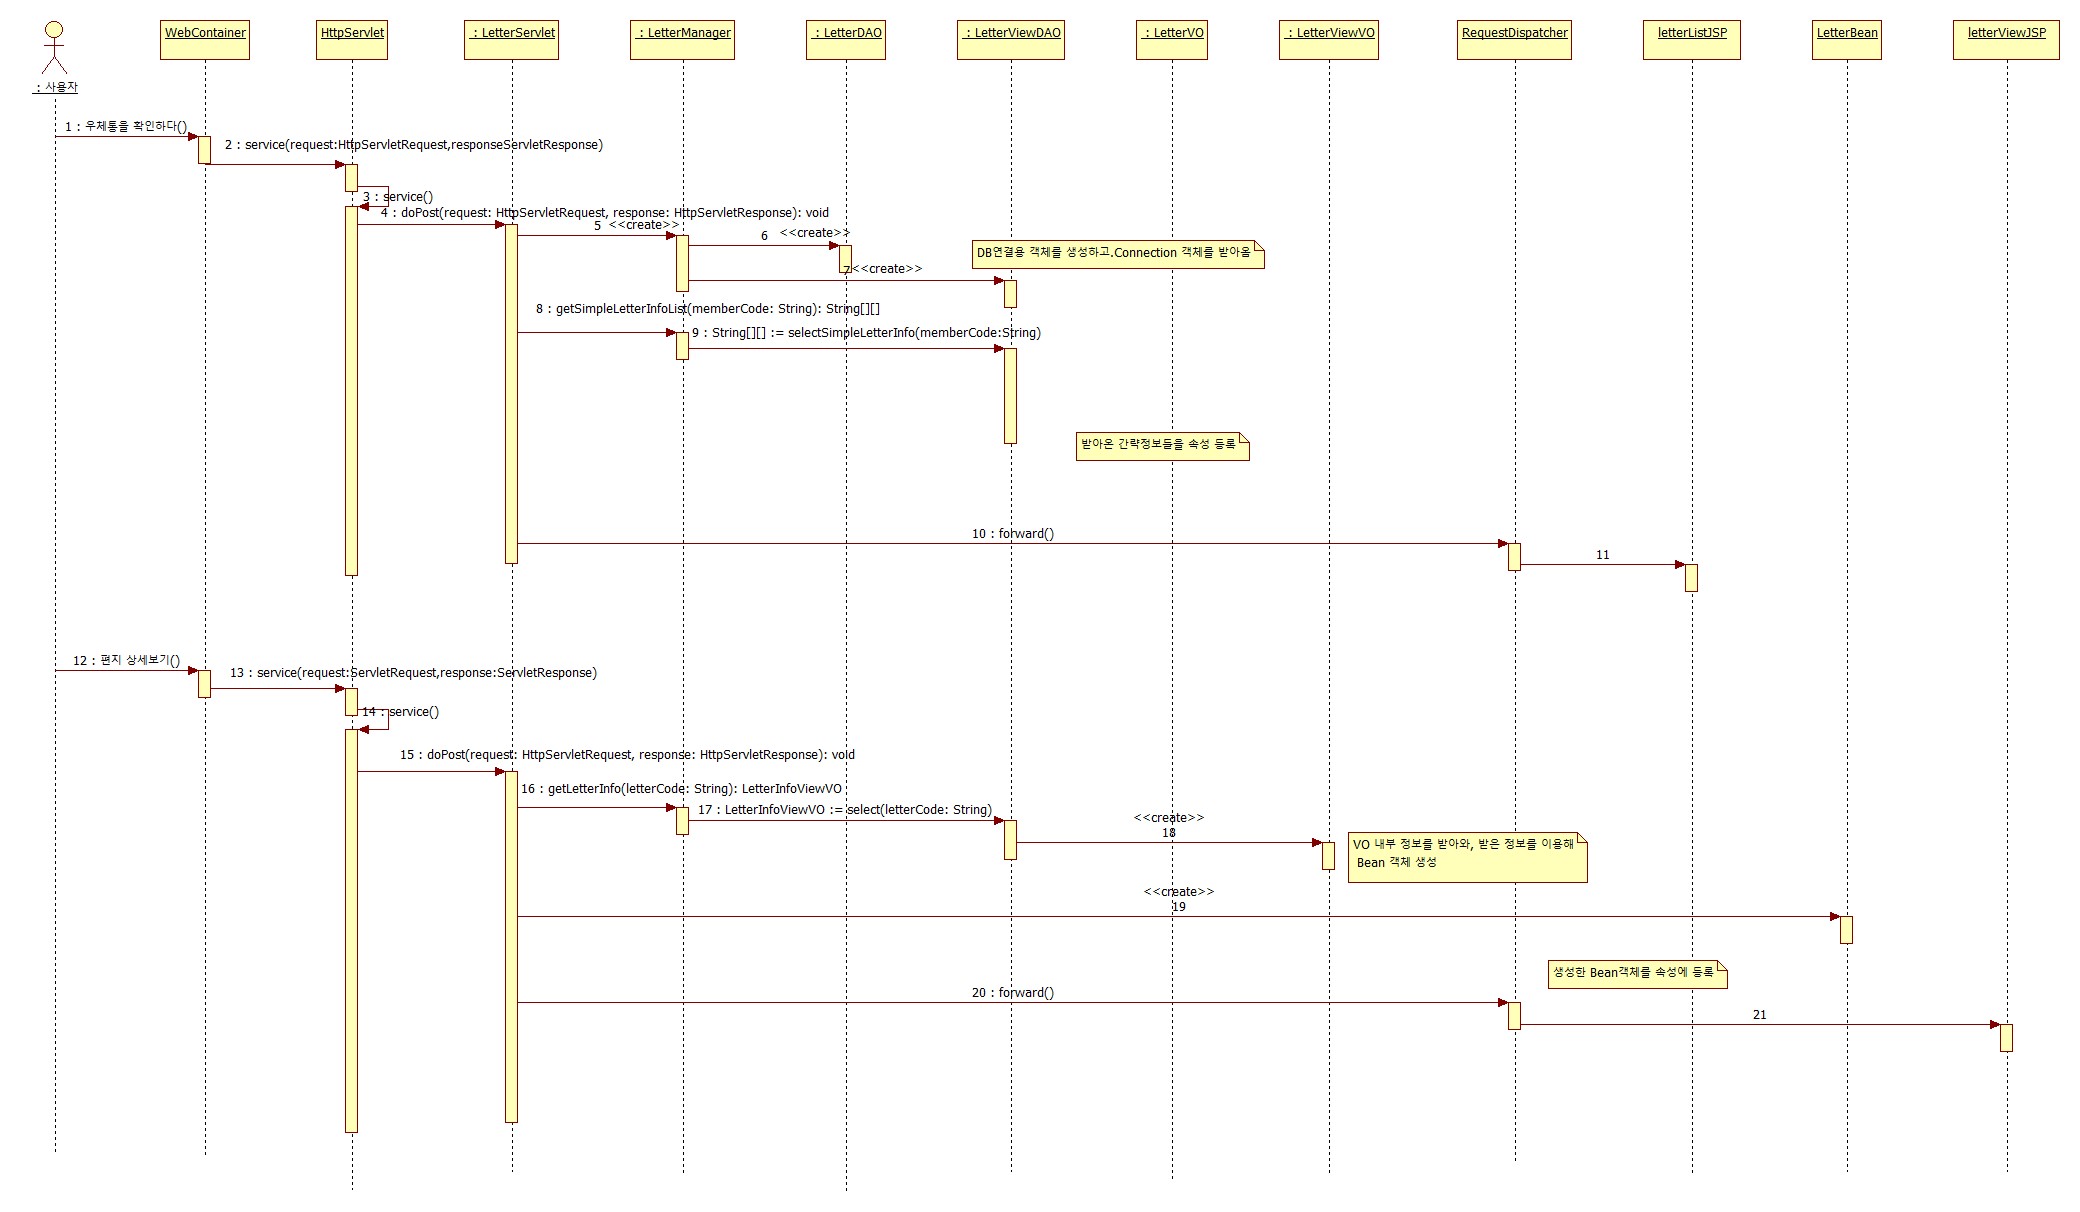 WebContainer
HttpServlet
: LetterServlet
: LetterManager
: LetterDAO
: LetterViewDAO
: LetterVO
: LetterViewVO
RequestDispatcher
letterListJSP
LetterBean
letterViewJSP
: 사용자
1 : 우체통을 확인하다()
2 : service(request:HttpServletRequest,responseServletResponse)
3 : service()
4 : doPost(request: HttpServletRequest, response: HttpServletResponse): void
5 <<create>>
6 <<create>>
DB연결용 객체를 생성하고.Connection 객체를 받아옴
7 <<create>>
8 : getSimpleLetterInfoList(memberCode: String): String[][]
9 : String[][] := selectSimpleLetterInfo(memberCode:String)
받아온 간략정보들을 속성 등록
10 : forward()
11
12 : 편지 상세보기()
13 : service(request:ServletRequest,response:ServletResponse)
14 : service()
15 : doPost(request: HttpServletRequest, response: HttpServletResponse): void
16 : getLetterInfo(letterCode: String): LetterInfoViewVO
17 : LetterInfoViewVO := select(letterCode: String)
<<create>>
18
VO 내부 정보를 받아와, 받은 정보를 이용해
Bean 객체 생성
<<create>>
19
생성한 Bean객체를 속성에 등록
20 : forward()
21